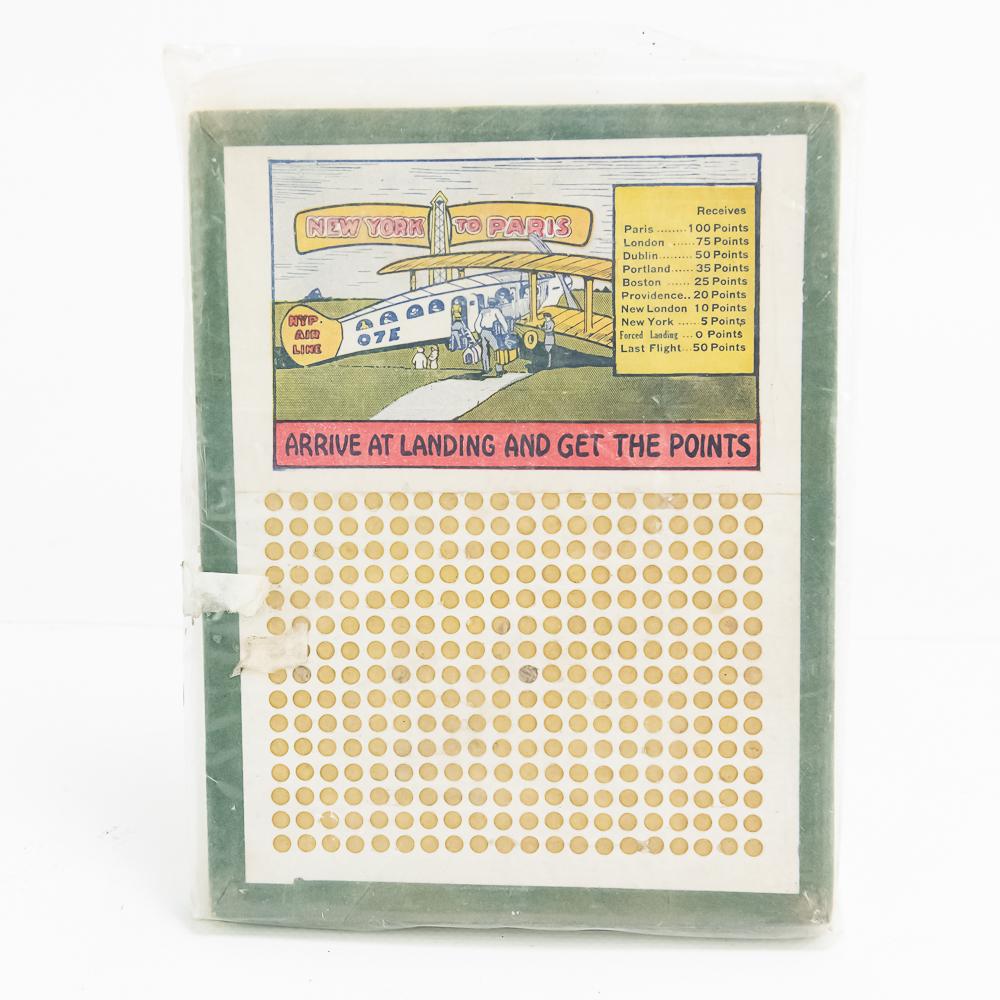 NEW YORK TO PARIS
Receives
Paris ........ 100 Points
London ...... 75 Points
Dublin ......... 50 Points
Portland ...... 35 Points
Boston ...... 25 Points
Providence.. 20 Points
New London 10 Points
New York ..... 5 Points
Forced Landing ... 0 Points
Last Flight.. 50 Points
NYP.
AIR
LINE
07E
ARRIVE AT LANDING AND GET THE POINTS